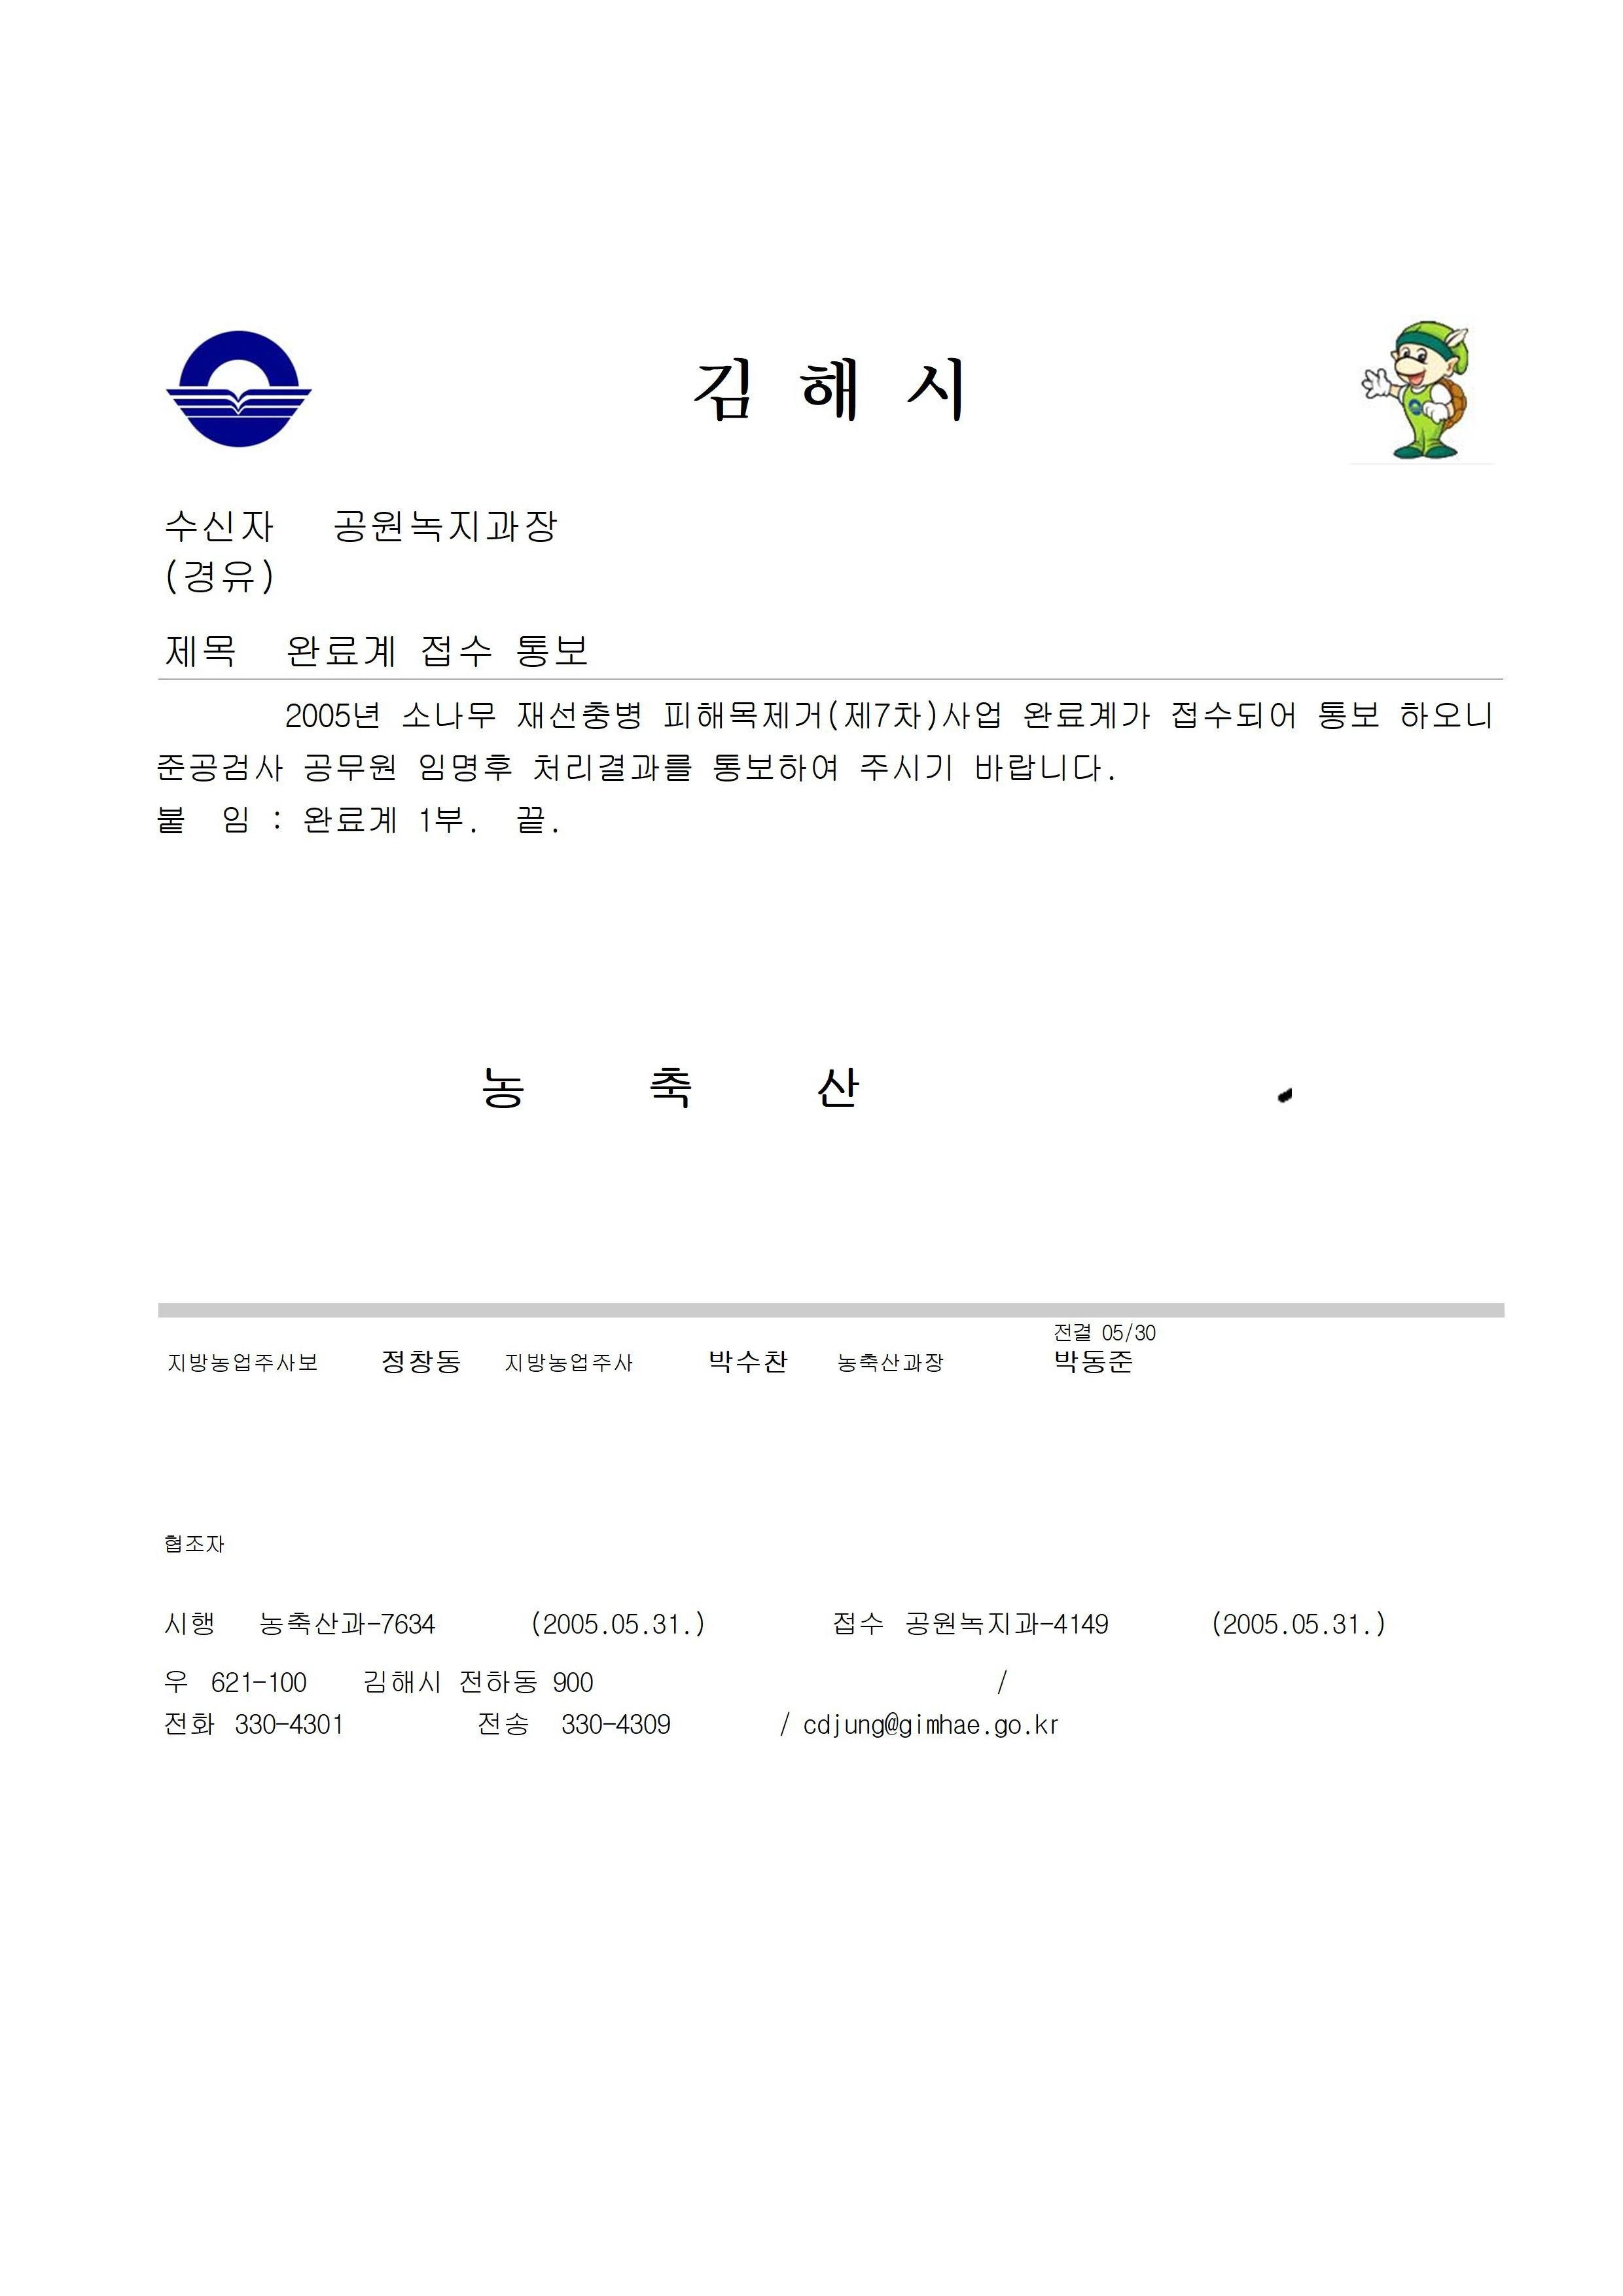 김 해 시
수신자 공원녹지과장
(경유)
제목 완료계 접수 통보
2005년 소나무 재선충병 피해목제거(제7차)사업 완료계가 접수되어 통보 하오니
준공검사 공무원 임명후 처리결과를 통보하여 주시기 바랍니다.
붙 임 : 완료계 1부. 끝.
농 축 산
전결 05/30
지방농업주사보 정창동 지방농업주사 박수찬 농축산과장 박동준
협조자
시행 농축산과-7634 (2005.05.31.) 접수 공원녹지과-4149 (2005.05.31.)
우 621-100 김해시 전하동 900 /
전화 330-4301 전송 330-4309 / cdjung@gimhae.go.kr